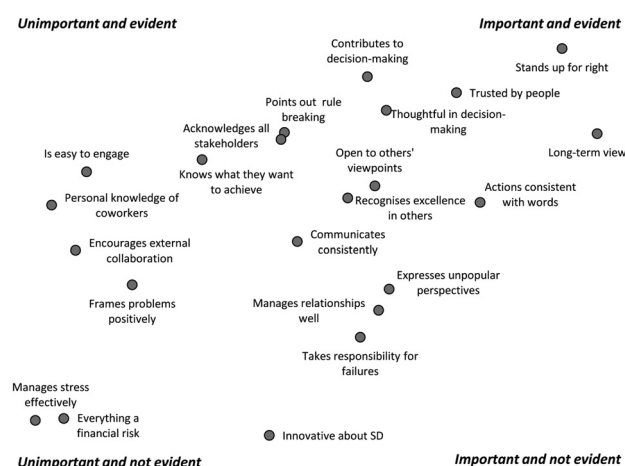 Unimportant and evident
Important and evident
Contributes to
decision-making
Stands up for right
Trusted by people
Points out rule
breaking
Thoughtful in decision-
making
Acknowledges all
stakeholders
Long-term view
Is easy to engage
Open to others'
viewpoints
Knows what they want
to achieve
Actions consistent
with words
Personal knowledge of
coworkers
Recognises excellence
in others
Communicates
consistently
Encourages external
collaboration
Expresses unpopular
perspectives
Frames problems
positively
Manages relationships
well
Takes responsibility for
failures
Manages stress
effectively
Everything a
financial risk
Innovative about SD
Unimportant and not evident
Important and not evident